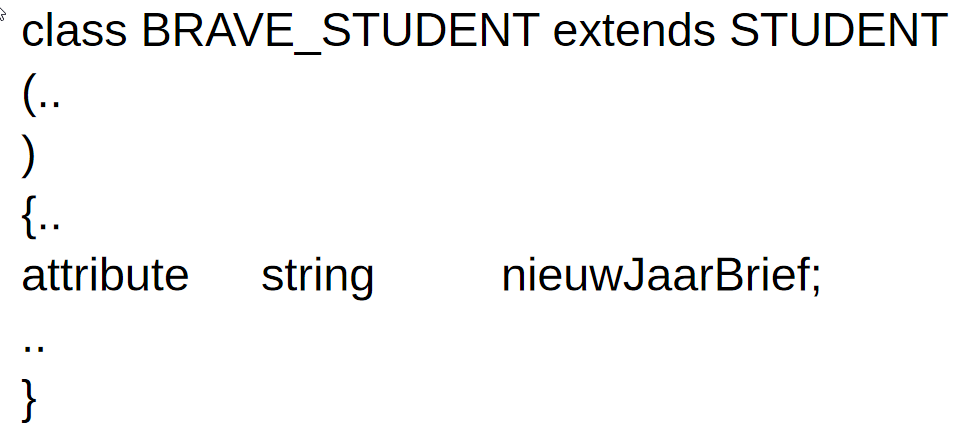 class BRAVE_STUDENT extends STUDENT
(..
)
{..
attribute string nieuwJaarBrief;
..
}